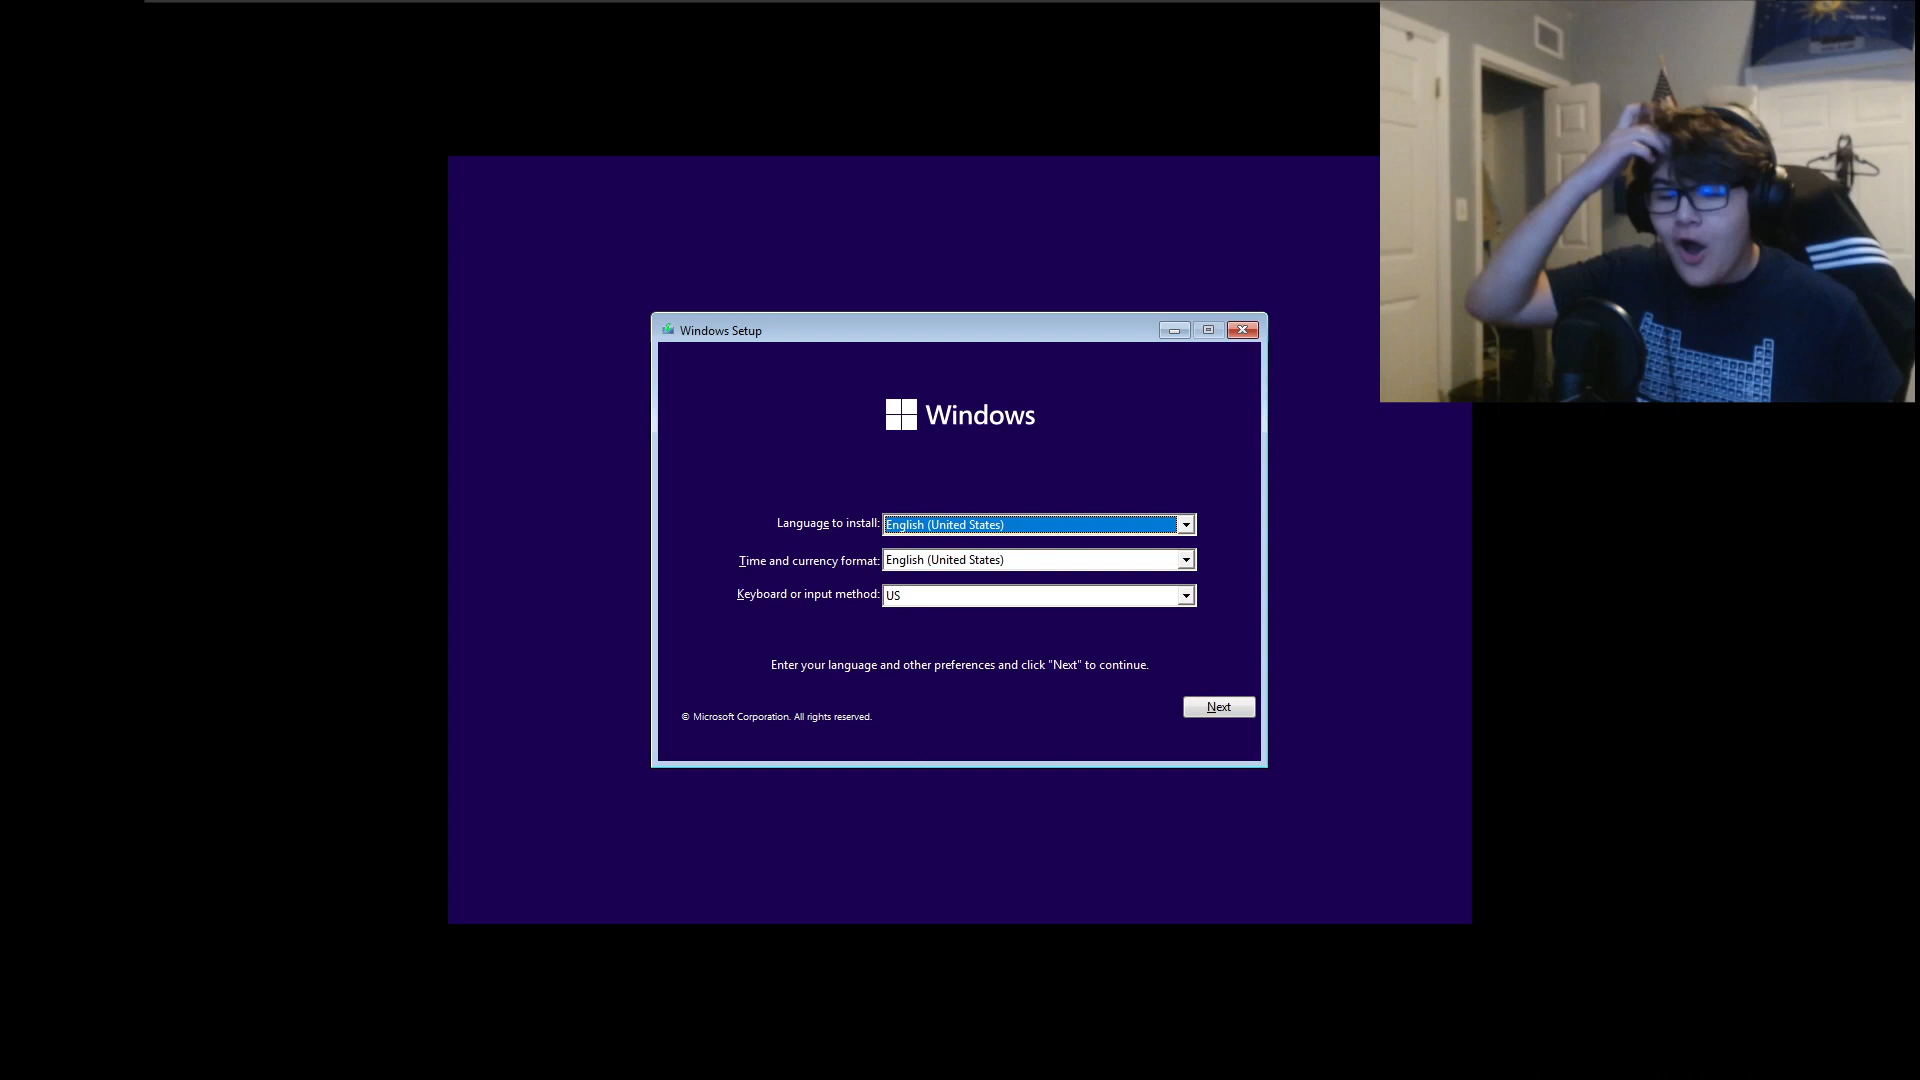 Windows Setup
Windows
Language to install: English (United States)
Time and currency format: English (United States)
Keyboard or input method: US
Enter your language and other preferences and click "Next" to continue.
© Microsoft Corporation. All rights reserved.
Next